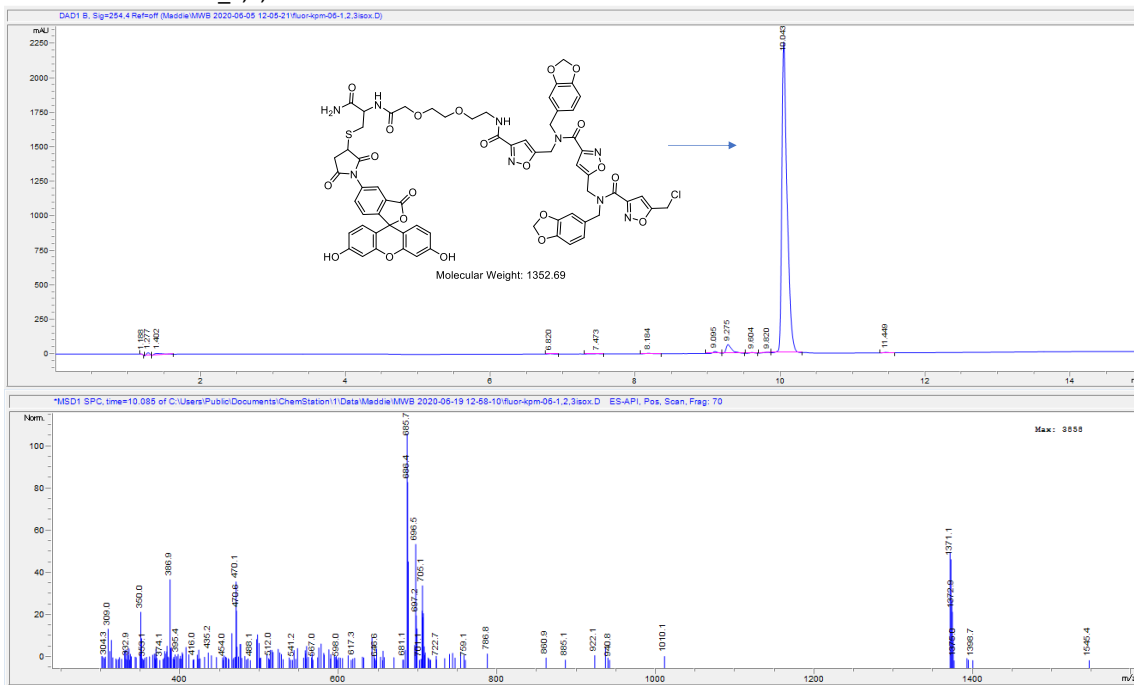 DAD1 B, Sig=254,4 Ref=off (Maddie\MWB 2020-06-05 12-05-21\fluor-kpm-06-1,2,3isox.D)
mAU
2250
2000
1750
1500
1250
1000
750
500
250
0
1.188
1.277
1.402
6.820
7.473
8.184
9.095
9.275
9.604
9.820
10.043
11.449
2
4
6
8
10
12
14
H2N
O
H
N
O
O
O
NH
S
O
O
N
O
O
O
HO
O
OH
O
N
O
N
O
O
O
N
O
N
O
O
O
N
O
N
O
Cl
Molecular Weight: 1352.69
*MSD1 SPC, time=10.085 of C:\Users\Public\Documents\ChemStation\1\Data\Maddie\MWB 2020-06-19 12-58-10\fluor-kpm-06-1,2,3isox.D ES-API, Pos, Scan, Frag: 70
Norm.
Max: 3858
100
80
60
40
20
0
304.3
309.0
332.9
350.0
353.1
374.1
386.9
395.4
416.0
435.2
454.0
470.1
470.6
488.1
512.0
541.2
567.0
598.0
617.3
646.6
681.1
685.7
686.4
696.5
697.2
701.1
705.1
722.7
759.1
786.8
860.9
885.1
922.1
940.8
1010.1
1371.1
1372.9
1375.0
1398.7
1545.4
400
600
800
1000
1200
1400